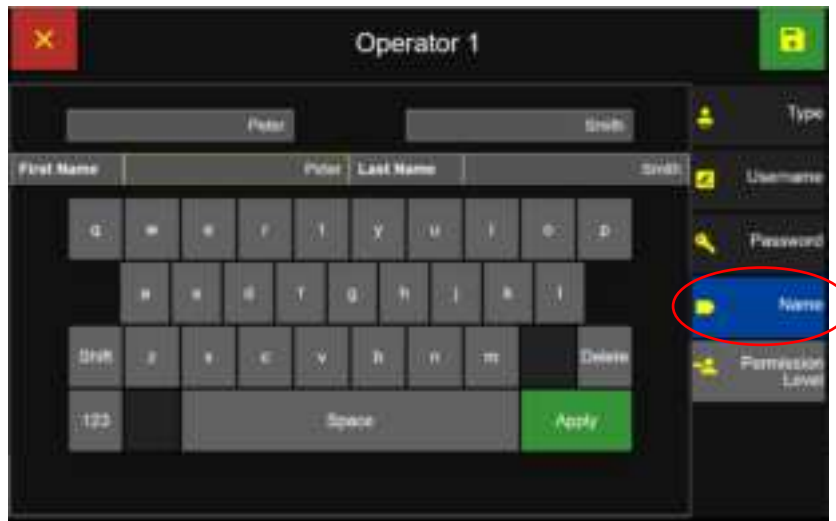 Operator 1
Type
Peter Smith
First Name Peter Last Name Smith
Username
q w e r t y u i o p
Password
a s d f g h j k l
Name
Shift z x c v b n m Delete
Permission
Level
123 Space Apply